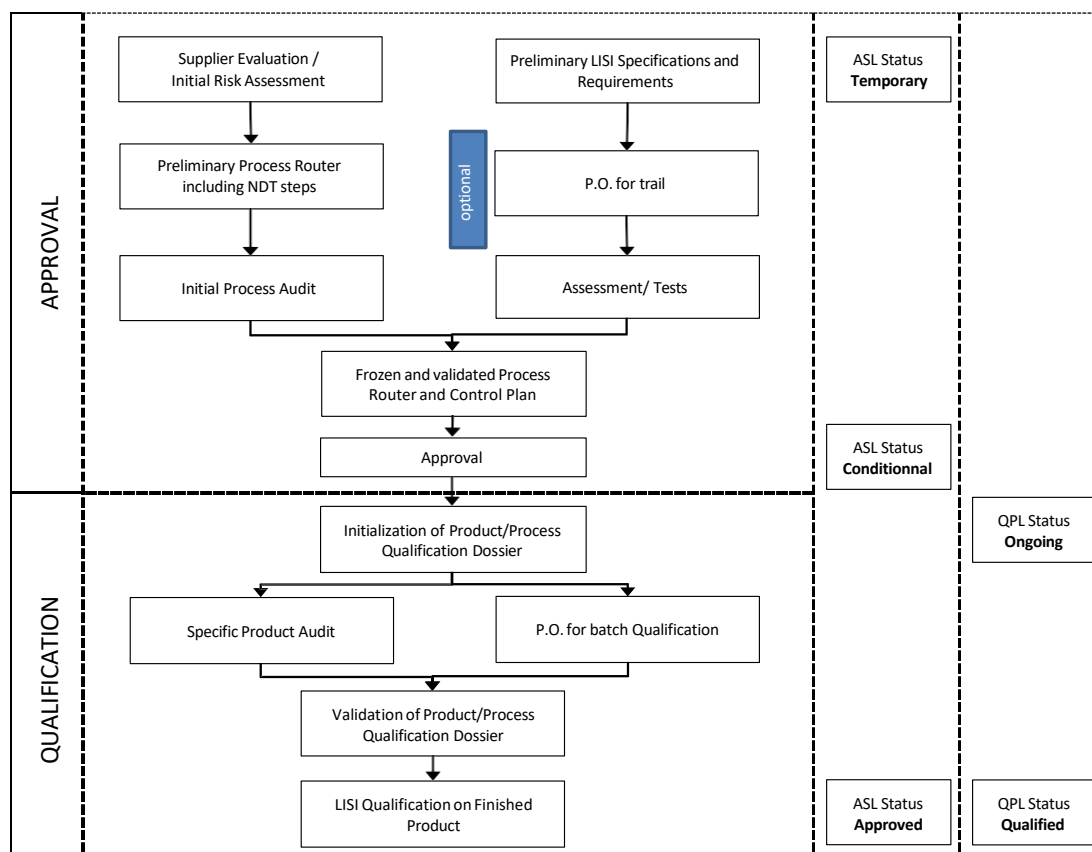 APPROVAL
Supplier Evaluation /
Initial Risk Assessment
Preliminary LISI Specifications and
Requirements
ASL Status
Temporary
Preliminary Process Router
including NDT steps
optional
P.O. for trail
Initial Process Audit
Assessment/ Tests
Frozen and validated Process
Router and Control Plan
Approval
ASL Status
Conditionnal
QUALIFICATION
Initialization of Product/Process
Qualification Dossier
QPL Status
Ongoing
Specific Product Audit
P.O. for batch Qualification
Validation of Product/Process
Qualification Dossier
LISI Qualification on Finished
Product
ASL Status
Approved
QPL Status
Qualified